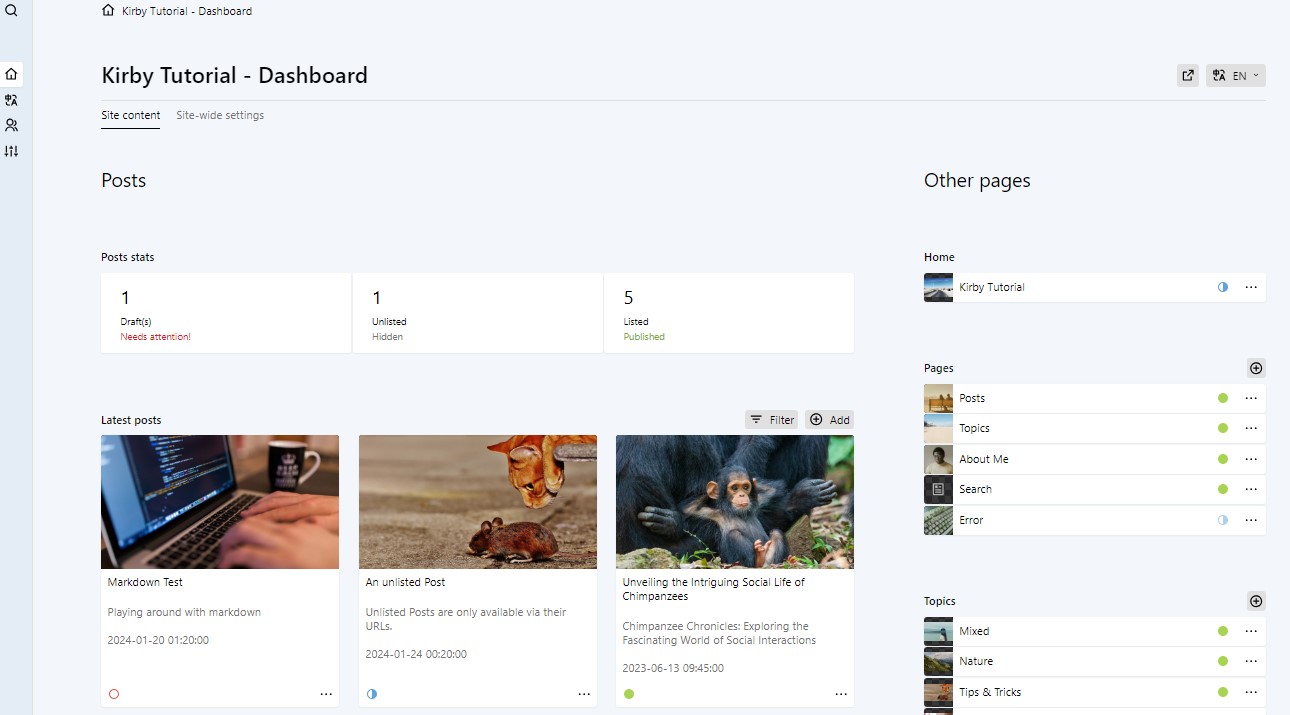 Kirby Tutorial - Dashboard
Kirby Tutorial - Dashboard
EN
Site content
Site-wide settings
Posts
Posts stats
1
Draft(s)
Needs attention!
1
Unlisted
Hidden
5
Listed
Published
Latest posts
Filter
Add
KEEP
Markdown Test
Playing around with markdown
2024-01-20 01:20:00
An unlisted Post
Unlisted Posts are only available via their
URLs.
2024-01-24 00:20:00
Unveiling the Intriguing Social Life of
Chimpanzees
Chimpanzee Chronicles: Exploring the
Fascinating World of Social Interactions
2023-06-13 09:45:00
Other pages
Home
Kirby Tutorial
Pages
Posts
Topics
About Me
Search
Error
Topics
Mixed
Nature
Tips & Tricks